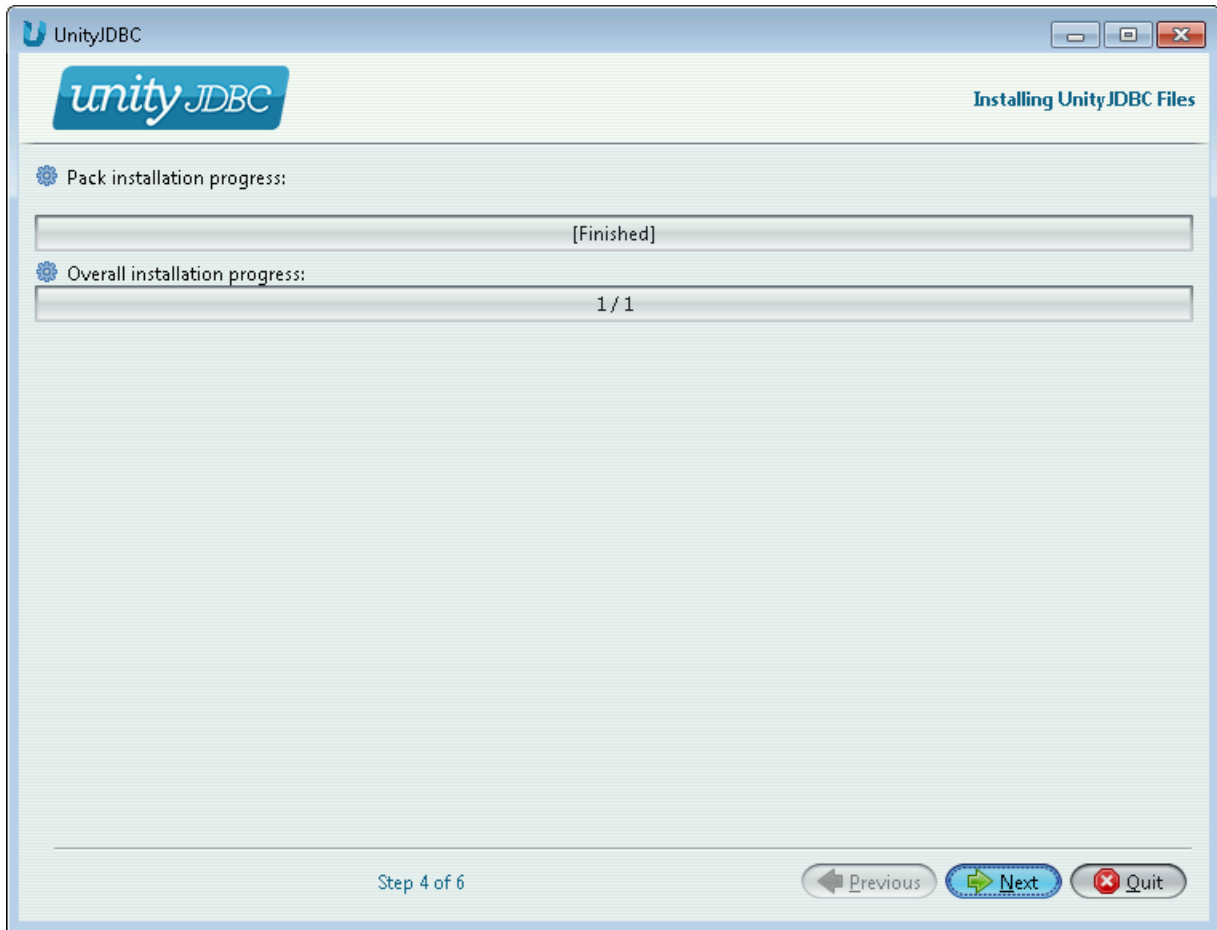 UnityJDBC
unity JDBC
Installing UnityJDBC Files
Pack installation progress:
[Finished]
Overall installation progress:
1 / 1
Step 4 of 6
Previous
Next
Quit